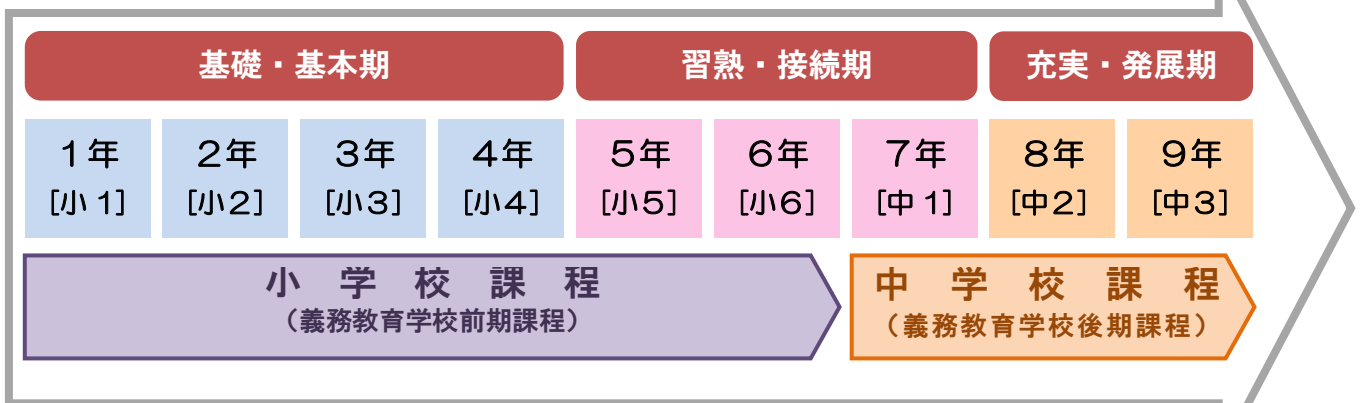 基礎・基本期 習熟・接続期 充実・発展期
1年 2年 3年 4年 5年 6年 7年 8年 9年
[小1] [小2] [小3] [小4] [小5] [小6] [中1] [中2] [中3]
小学校課程 中学校課程
（義務教育学校前期課程） （義務教育学校後期課程）